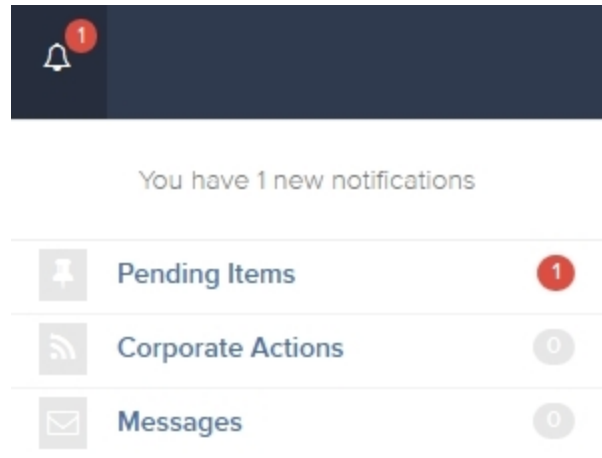 1
You have 1 new notifications
Pending Items 1
Corporate Actions 0
Messages 0